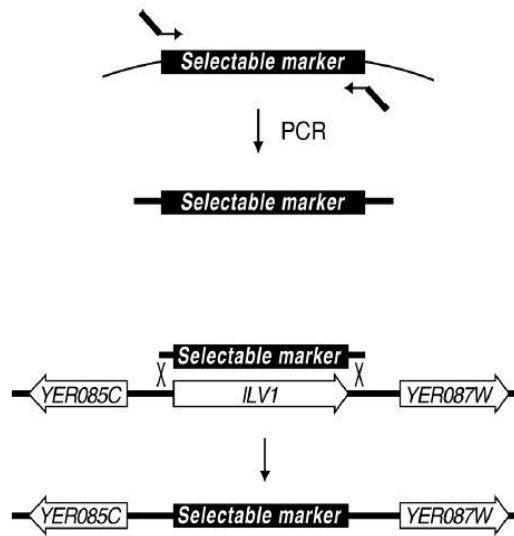 Selectable marker
PCR
Selectable marker
Selectable marker
YER085C ILV1 YER087W
YER085C Selectable marker YER087W